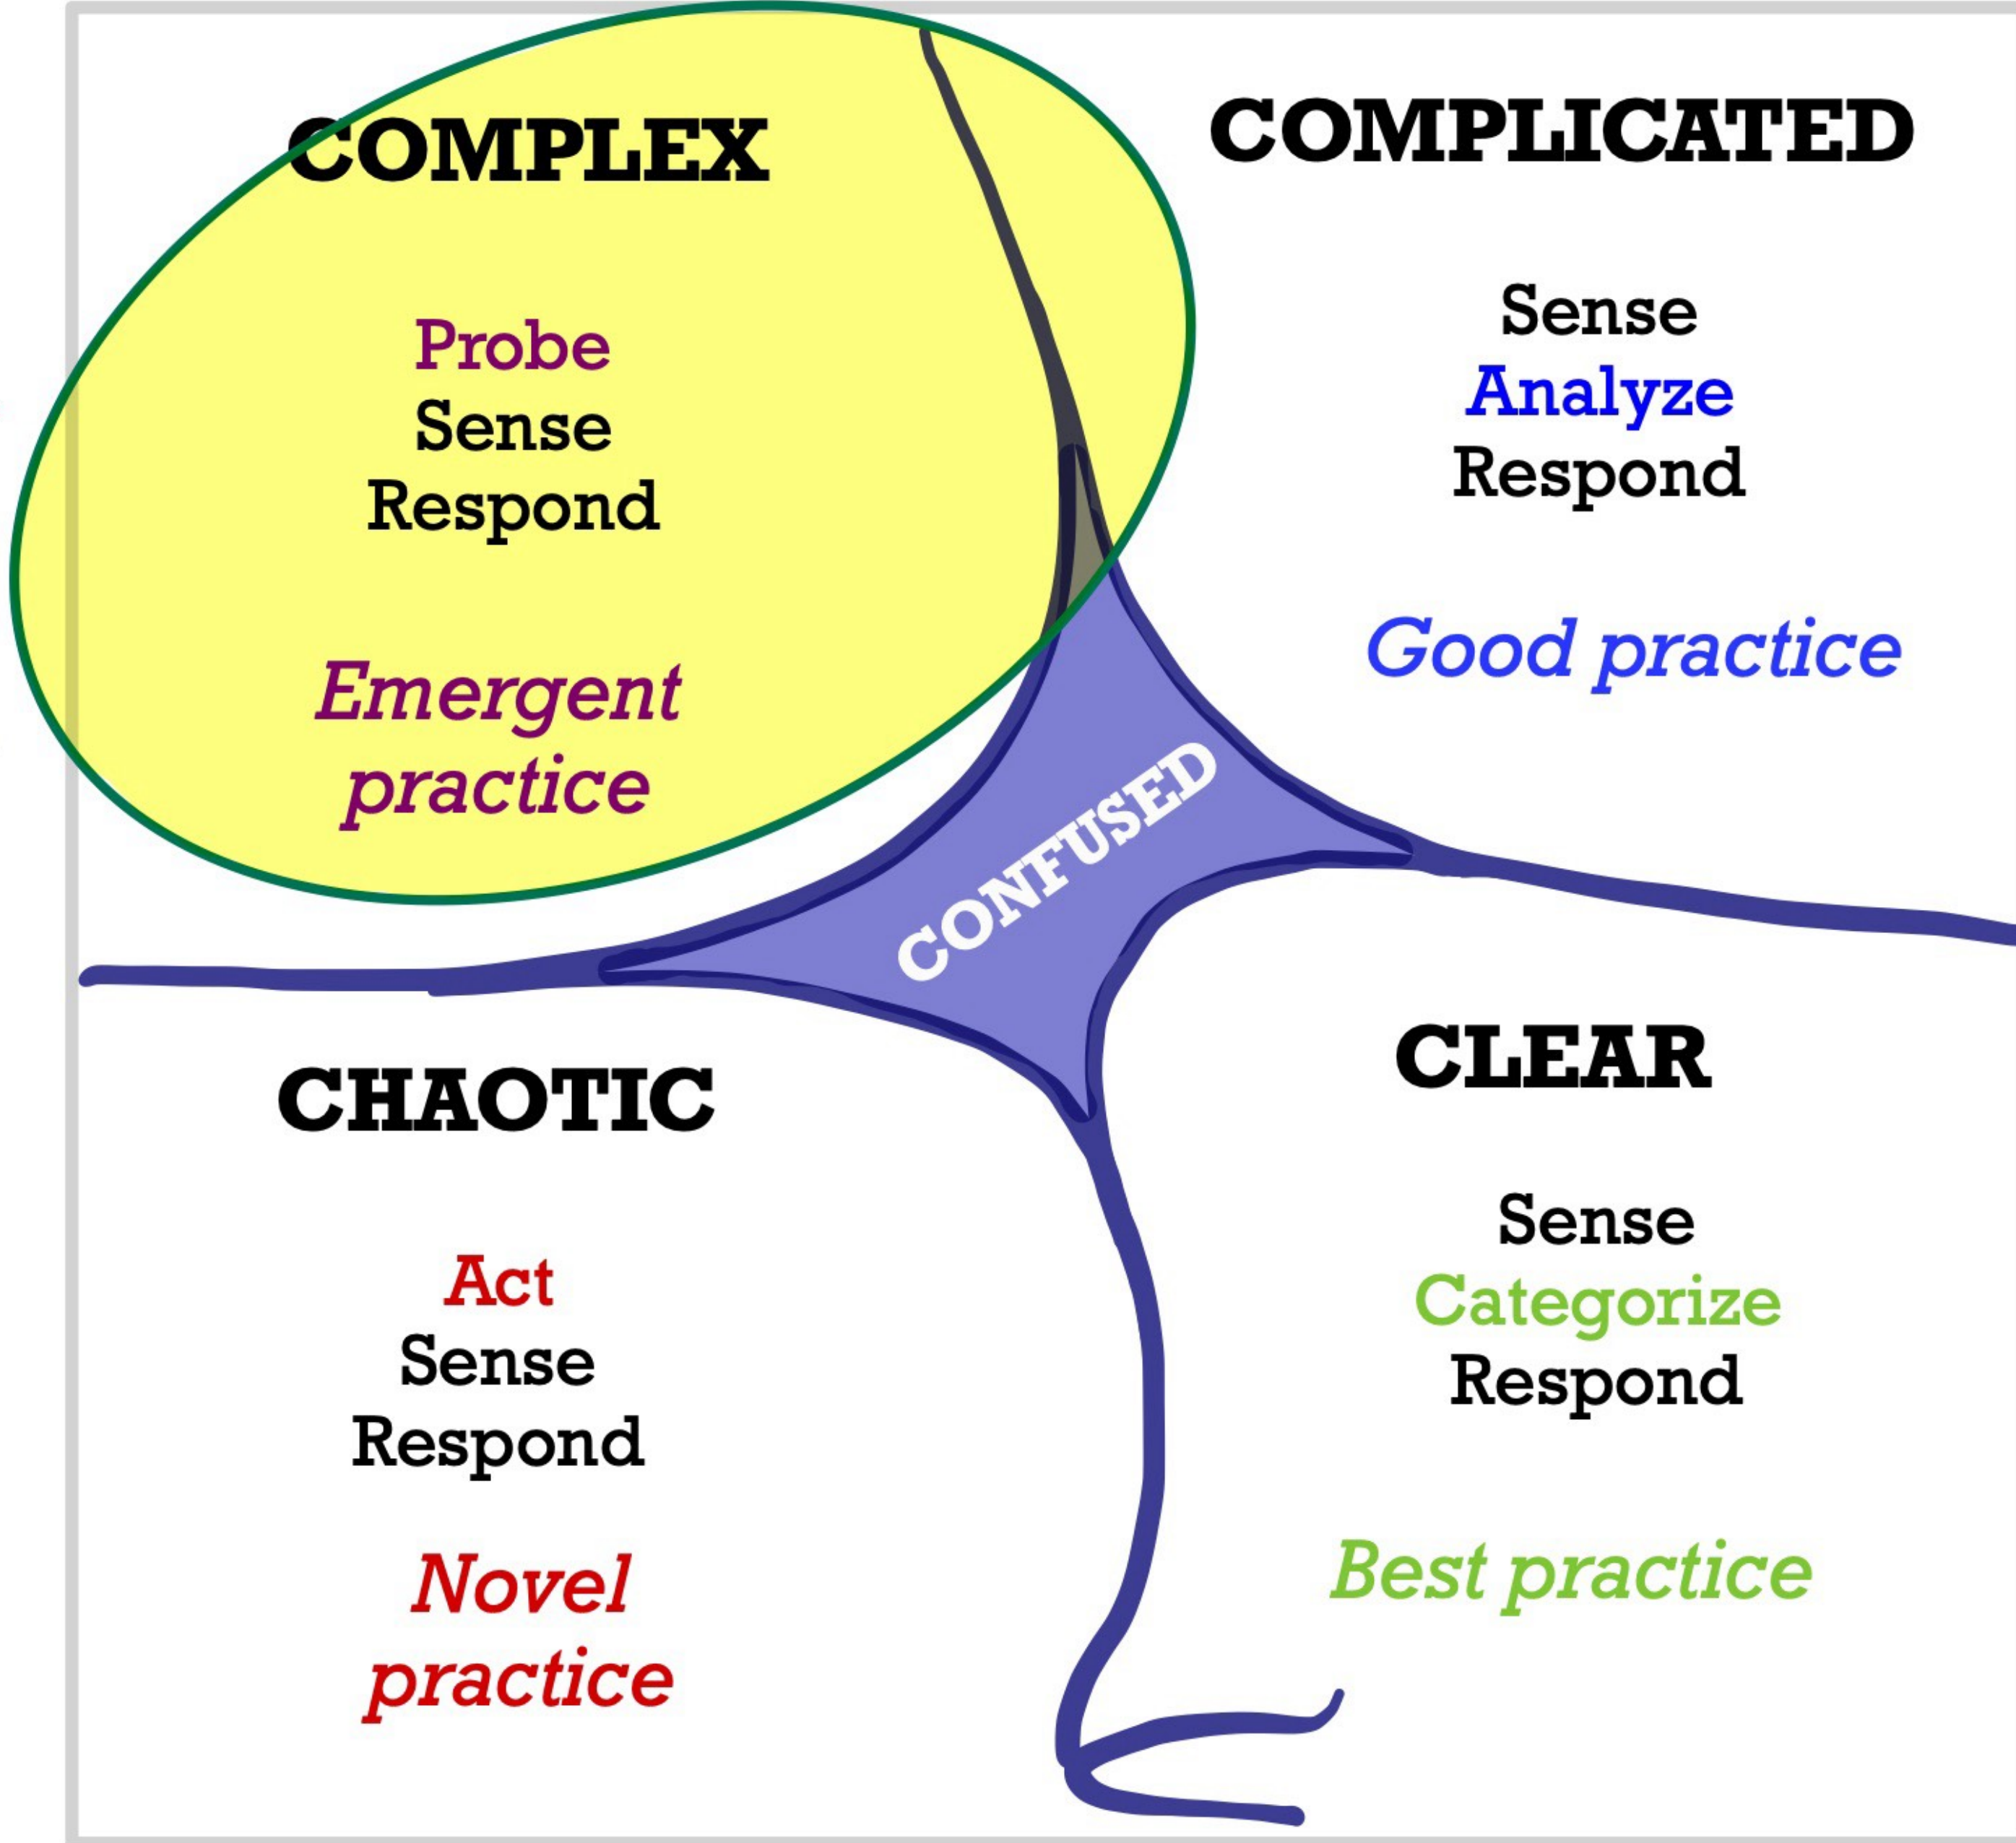 COMPLEX
Probe
Sense
Respond
Emergent
practice
COMPLICATED
Sense
Analyze
Respond
Good practice
CONFUSED
CHAOTIC
Act
Sense
Respond
Novel
practice
CLEAR
Sense
Categorize
Respond
Best practice